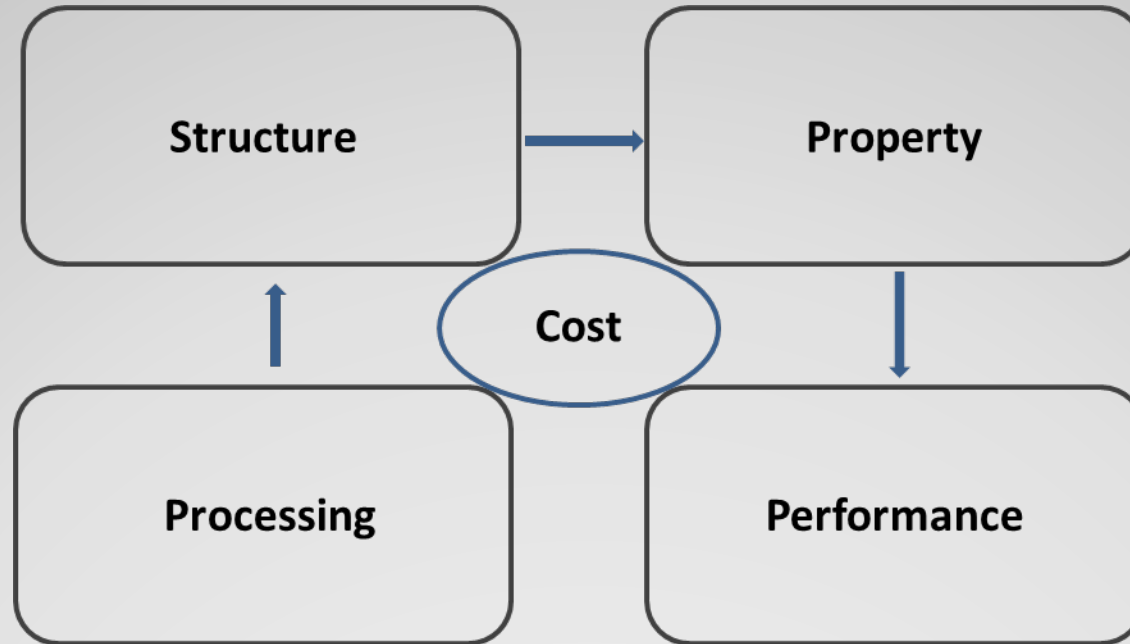 Structure
Property
Cost
Processing
Performance